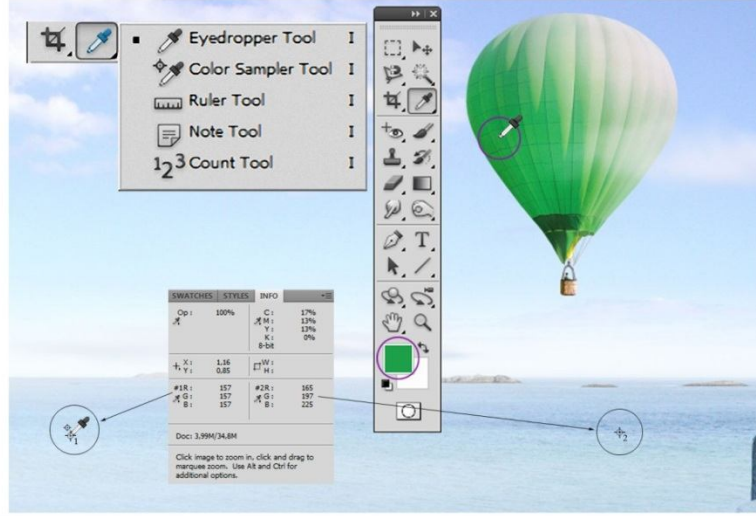 Eyedropper Tool I
Color Sampler Tool I
Ruler Tool I
Note Tool I
Count Tool I
SWATCHES STYLES INFO
Op: 100% C: 17%
M: 13%
Y: 13%
K: 0%
8-bit
X: 1,16 W:
Y: 0,85 H:
#1R: 157 #2R: 165
G: 157 G: 197
B: 157 B: 225
Doc: 3,99M/34,8M
Click image to zoom in, click and drag to
marquee zoom. Use Alt and Ctrl for
additional options.
1
2